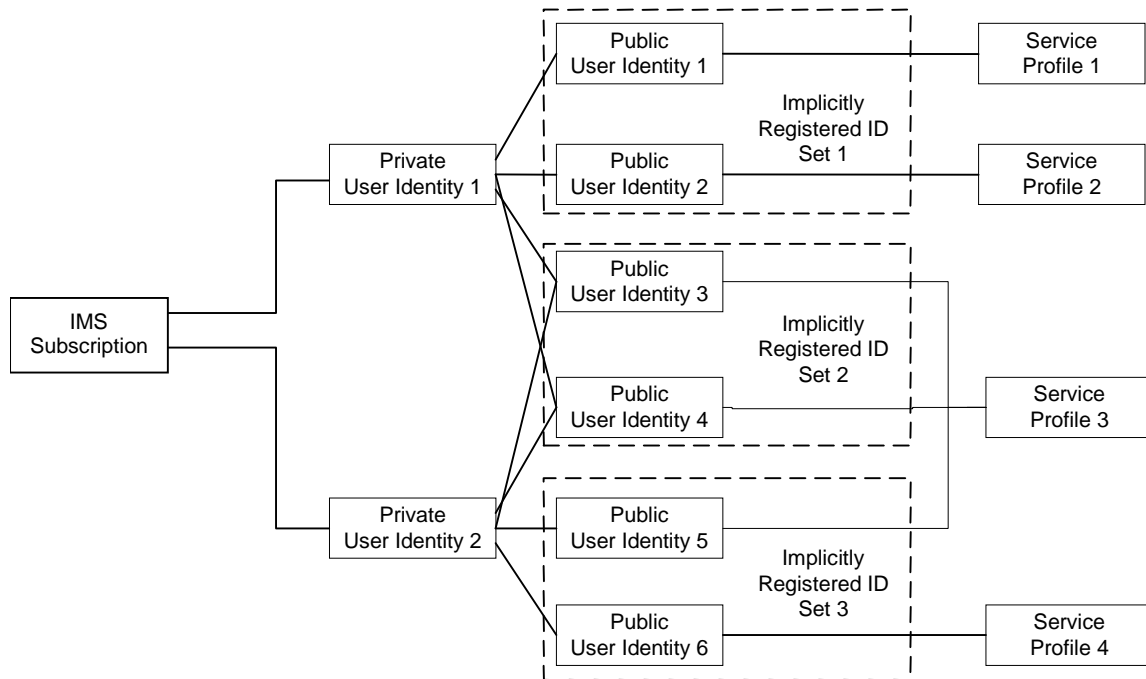 Public
User Identity 1
Service
Profile 1
Implicitly
Registered ID
Set 1
Private
User Identity 1
Public
User Identity 2
Service
Profile 2
Public
User Identity 3
IMS
Subscription
Implicitly
Registered ID
Set 2
Public
User Identity 4
Service
Profile 3
Private
User Identity 2
Public
User Identity 5
Implicitly
Registered ID
Set 3
Public
User Identity 6
Service
Profile 4